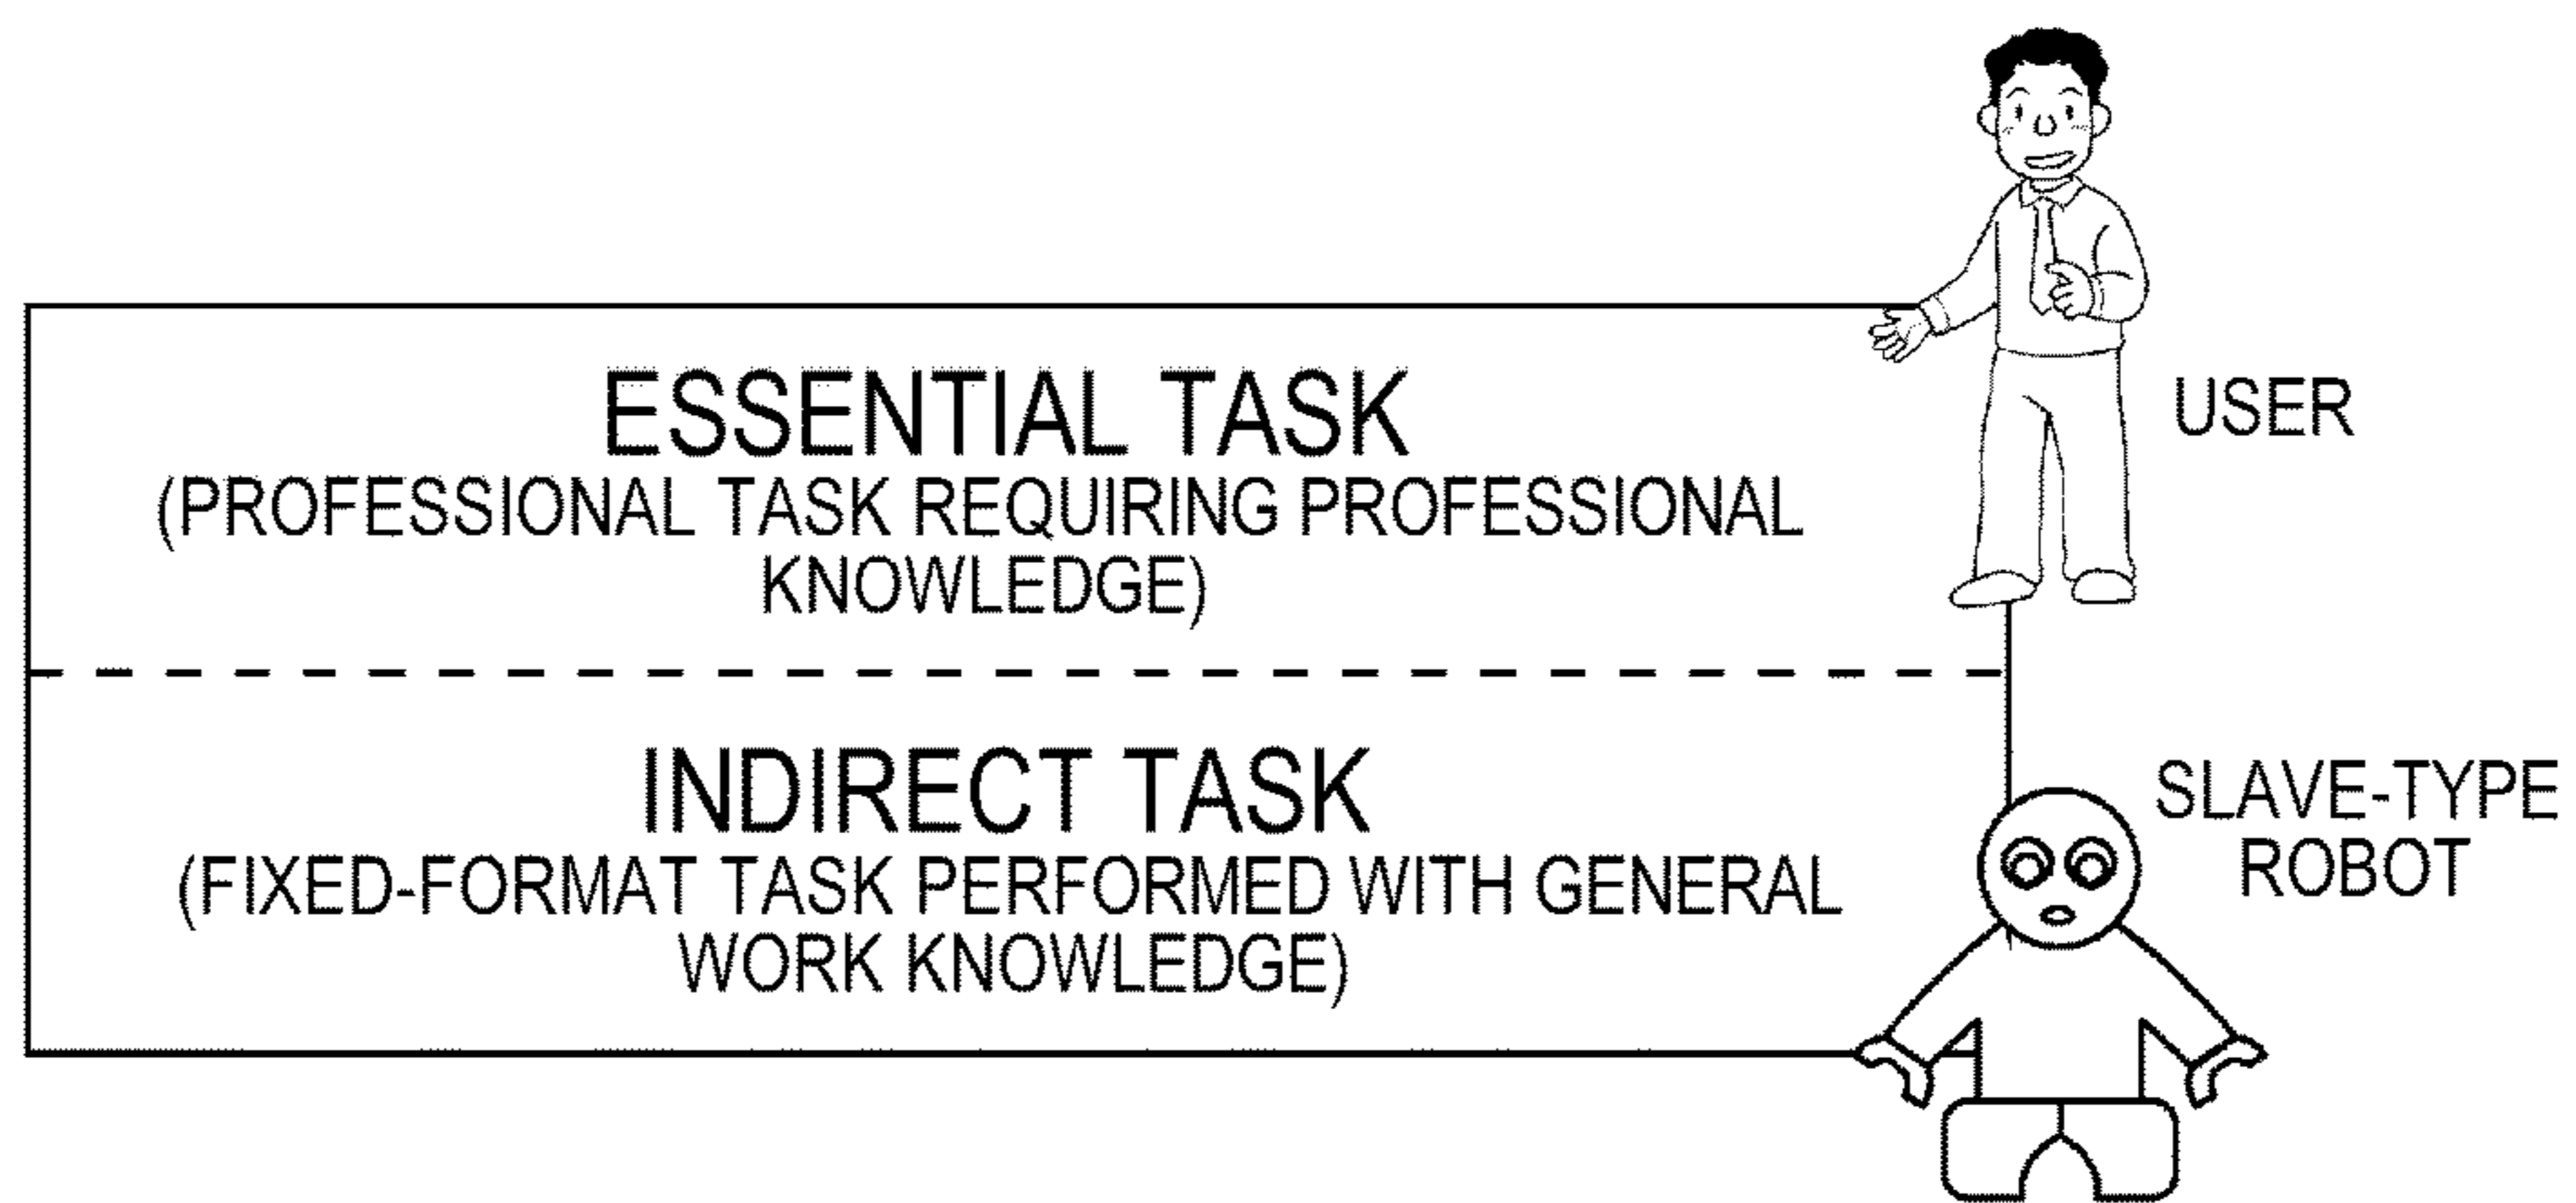 ESSENTIAL TASK
(PROFESSIONAL TASK REQUIRING PROFESSIONAL
KNOWLEDGE)
USER
INDIRECT TASK
(FIXED-FORMAT TASK PERFORMED WITH GENERAL
WORK KNOWLEDGE)
SLAVE-TYPE
ROBOT